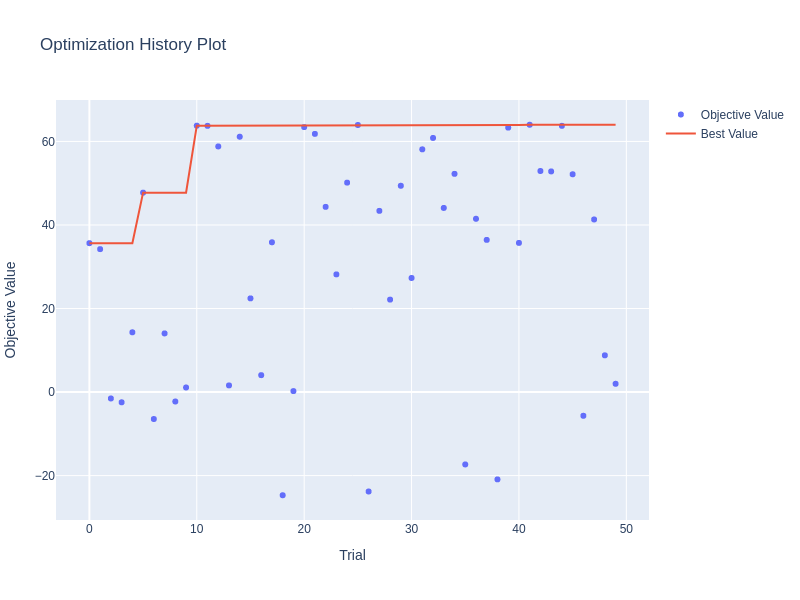 Optimization History Plot
Objective Value
Best Value
60
40
20
0
−20
Objective Value
0
10
20
30
40
50
Trial